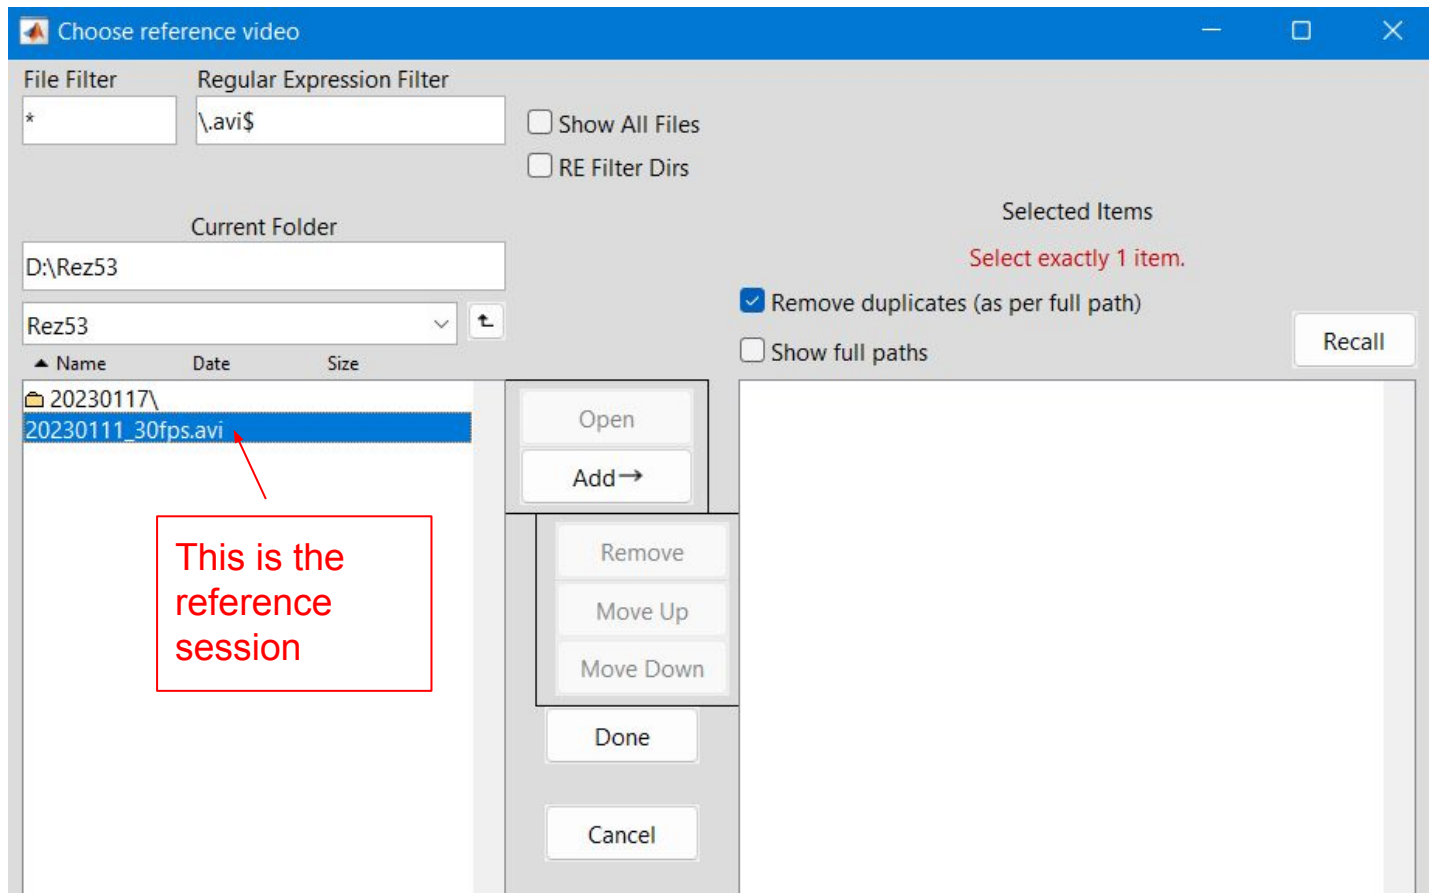 Choose reference video
File Filter
Regular Expression Filter
*
\.avi$
Show All Files
RE Filter Dirs
Selected Items
Current Folder
Select exactly 1 item.
D:\Rez53
Remove duplicates (as per full path)
Rez53
Recall
Show full paths
Name Date Size
20230117\
20230111_30fps.avi
Open
Add→
This is the
reference
session
Remove
Move Up
Move Down
Done
Cancel